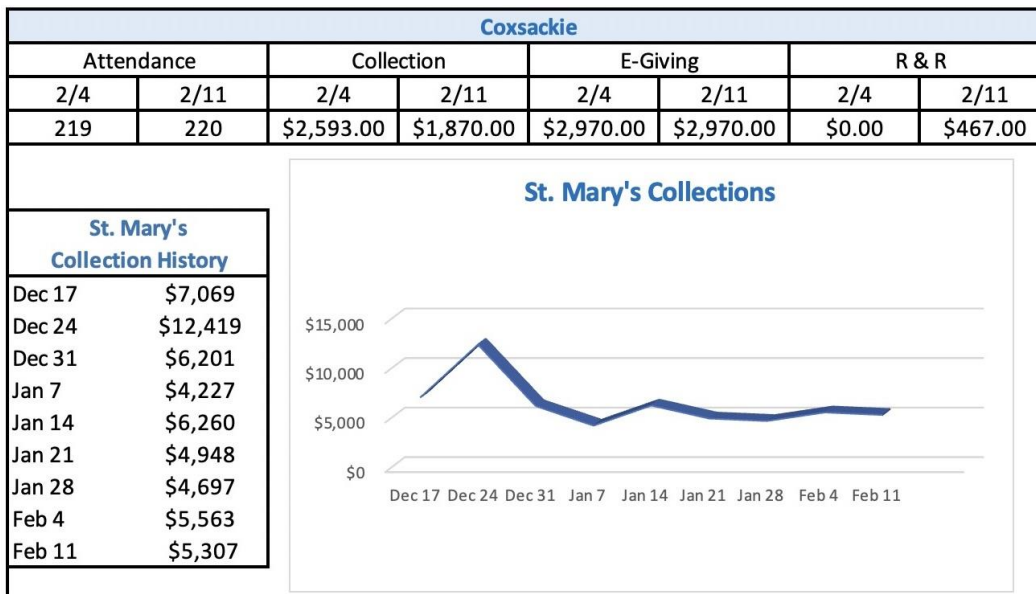 Coxsackie
Attendance Collection E-Giving R & R
2/4 2/11 2/4 2/11 2/4 2/11 2/4 2/11
219 220 $2,593.00 $1,870.00 $2,970.00 $2,970.00 $0.00 $467.00
St. Mary's
Collection History
Dec 17 $7,069
Dec 24 $12,419
Dec 31 $6,201
Jan 7 $4,227
Jan 14 $6,260
Jan 21 $4,948
Jan 28 $4,697
Feb 4 $5,563
Feb 11 $5,307
St. Mary's Collections
$15,000
$10,000
$5,000
$0
Dec 17 Dec 24 Dec 31 Jan 7 Jan 14 Jan 21 Jan 28 Feb 4 Feb 11